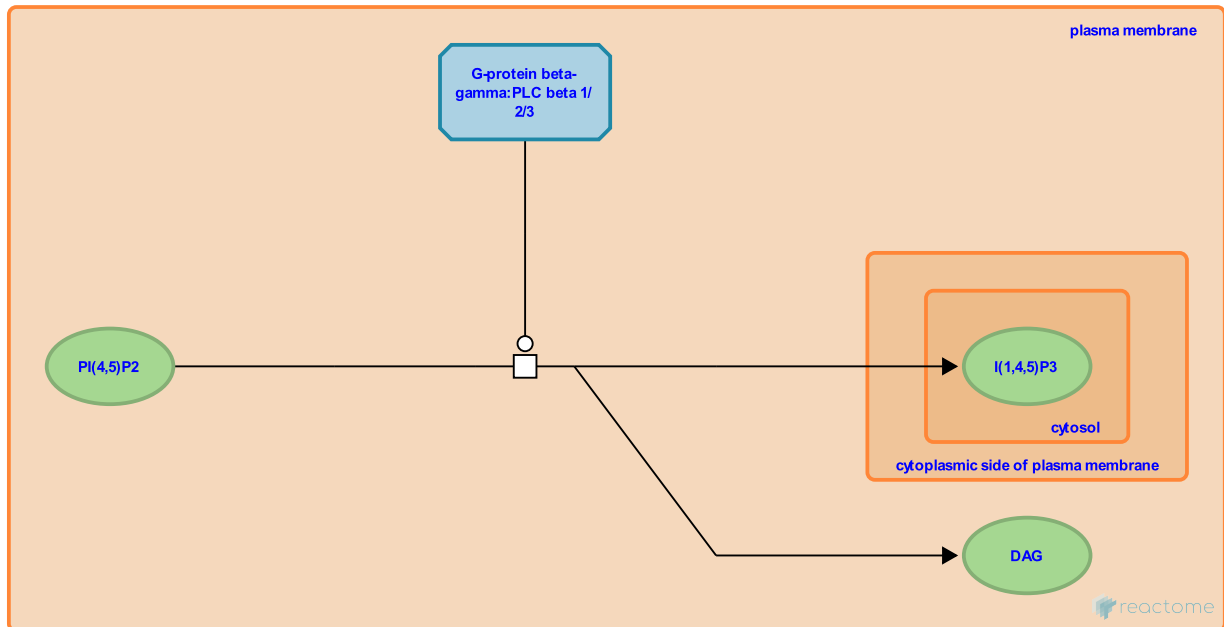 plasma membrane
G-protein beta-
gamma:PLC beta 1/
2/3
PI(4,5)P2
I(1,4,5)P3
cytosol
cytoplasmic side of plasma membrane
DAG
reactome